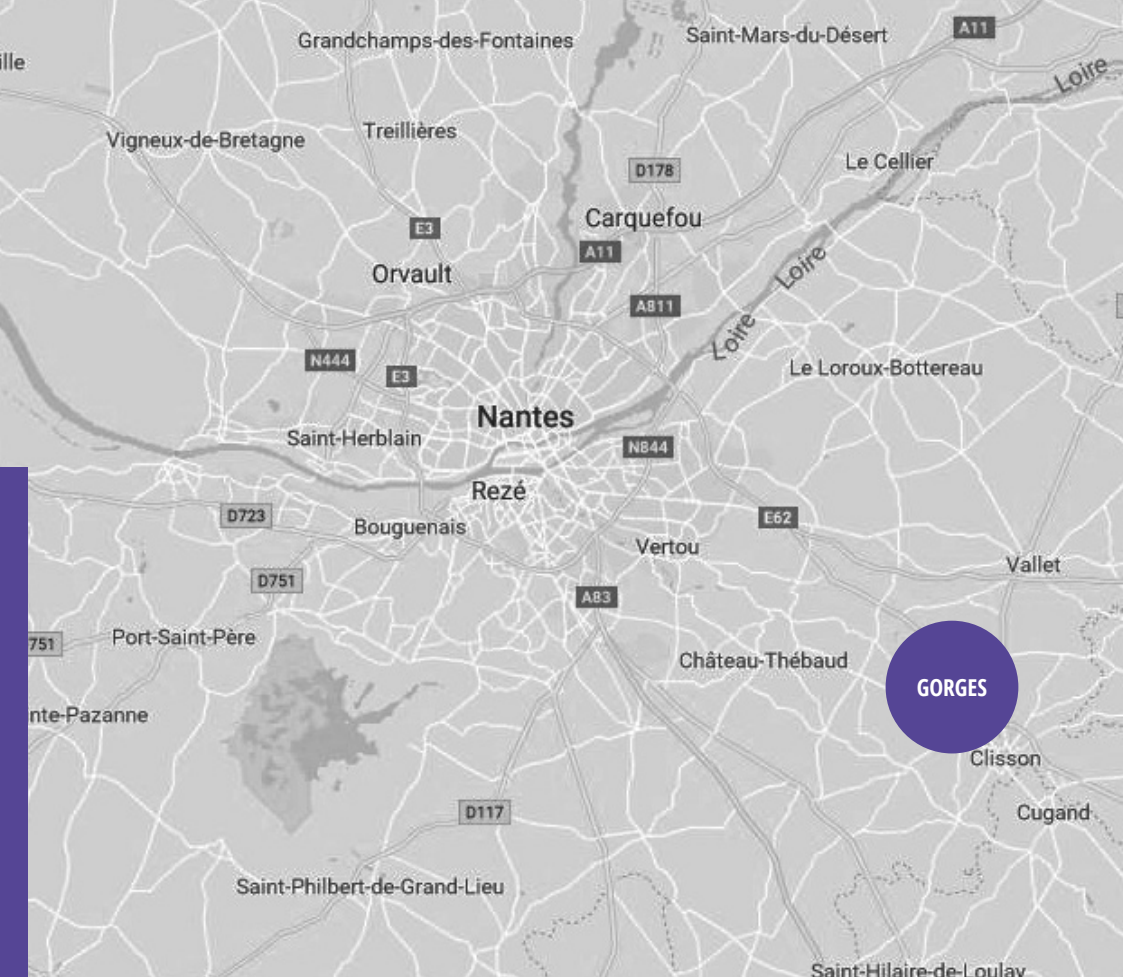 Grandchamps-des-Fontaines
Saint-Mars-du-Désert
A11
ille
Loire
Vigneux-de-Bretagne
Treillières
Le Cellier
D178
Carquefou
E3
A11
Orvault
Loire
A811
Loire
N444
E3
Le Loroux-Bottereau
Nantes
Saint-Herblain
N844
Rezé
D723
Bouguenais
E62
Vertou
Vallet
D751
A83
751
Port-Saint-Père
Château-Thébaud
GORGES
nte-Pazanne
Clisson
D117
Cugand
Saint-Philbert-de-Grand-Lieu
Saint-Hilaire-de-Loulay